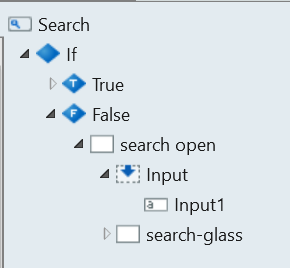 Search
If
T True
F False
search open
Input
a Input1
search-glass